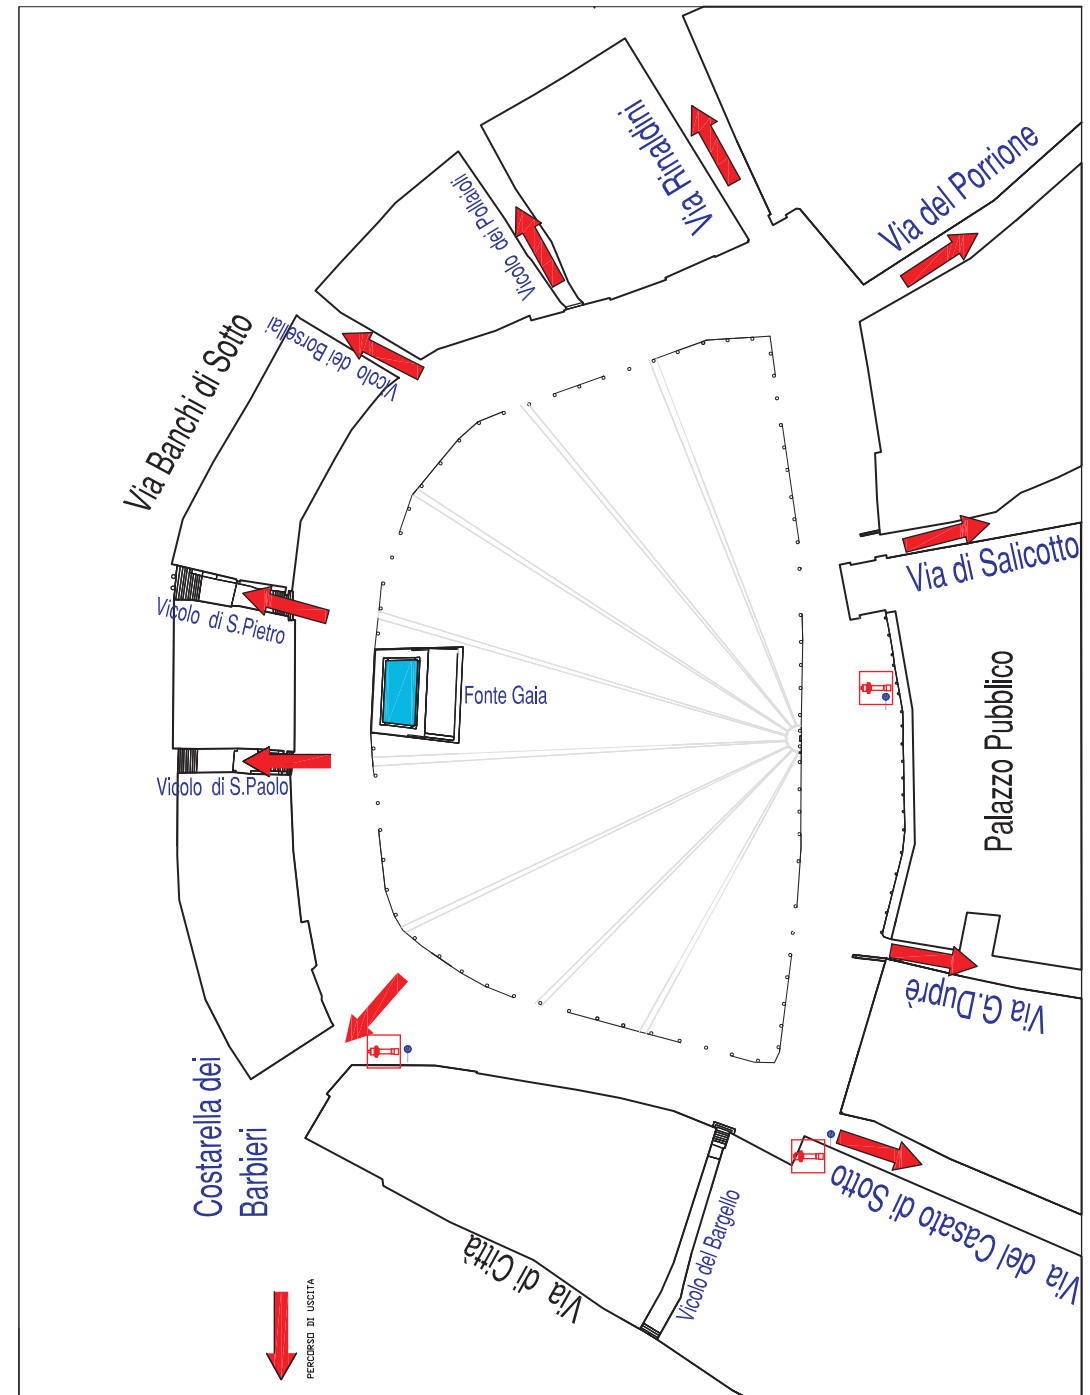 Via Rinaldini
Via del Porrione
Vicolo dei Pollaioli
Vicolo dei Borsellai
Via Banchi di Sotto
Via di Salicotto
Vicolo di S.Pietro
Fonte Gaia
Palazzo Pubblico
Vicolo di S.Paolo
Via G.Duprè
Costarella dei
Barbieri
Via del Casato di Sotto
Vicolo del Bargello
Via di Città
PERCORSO DI USCITA